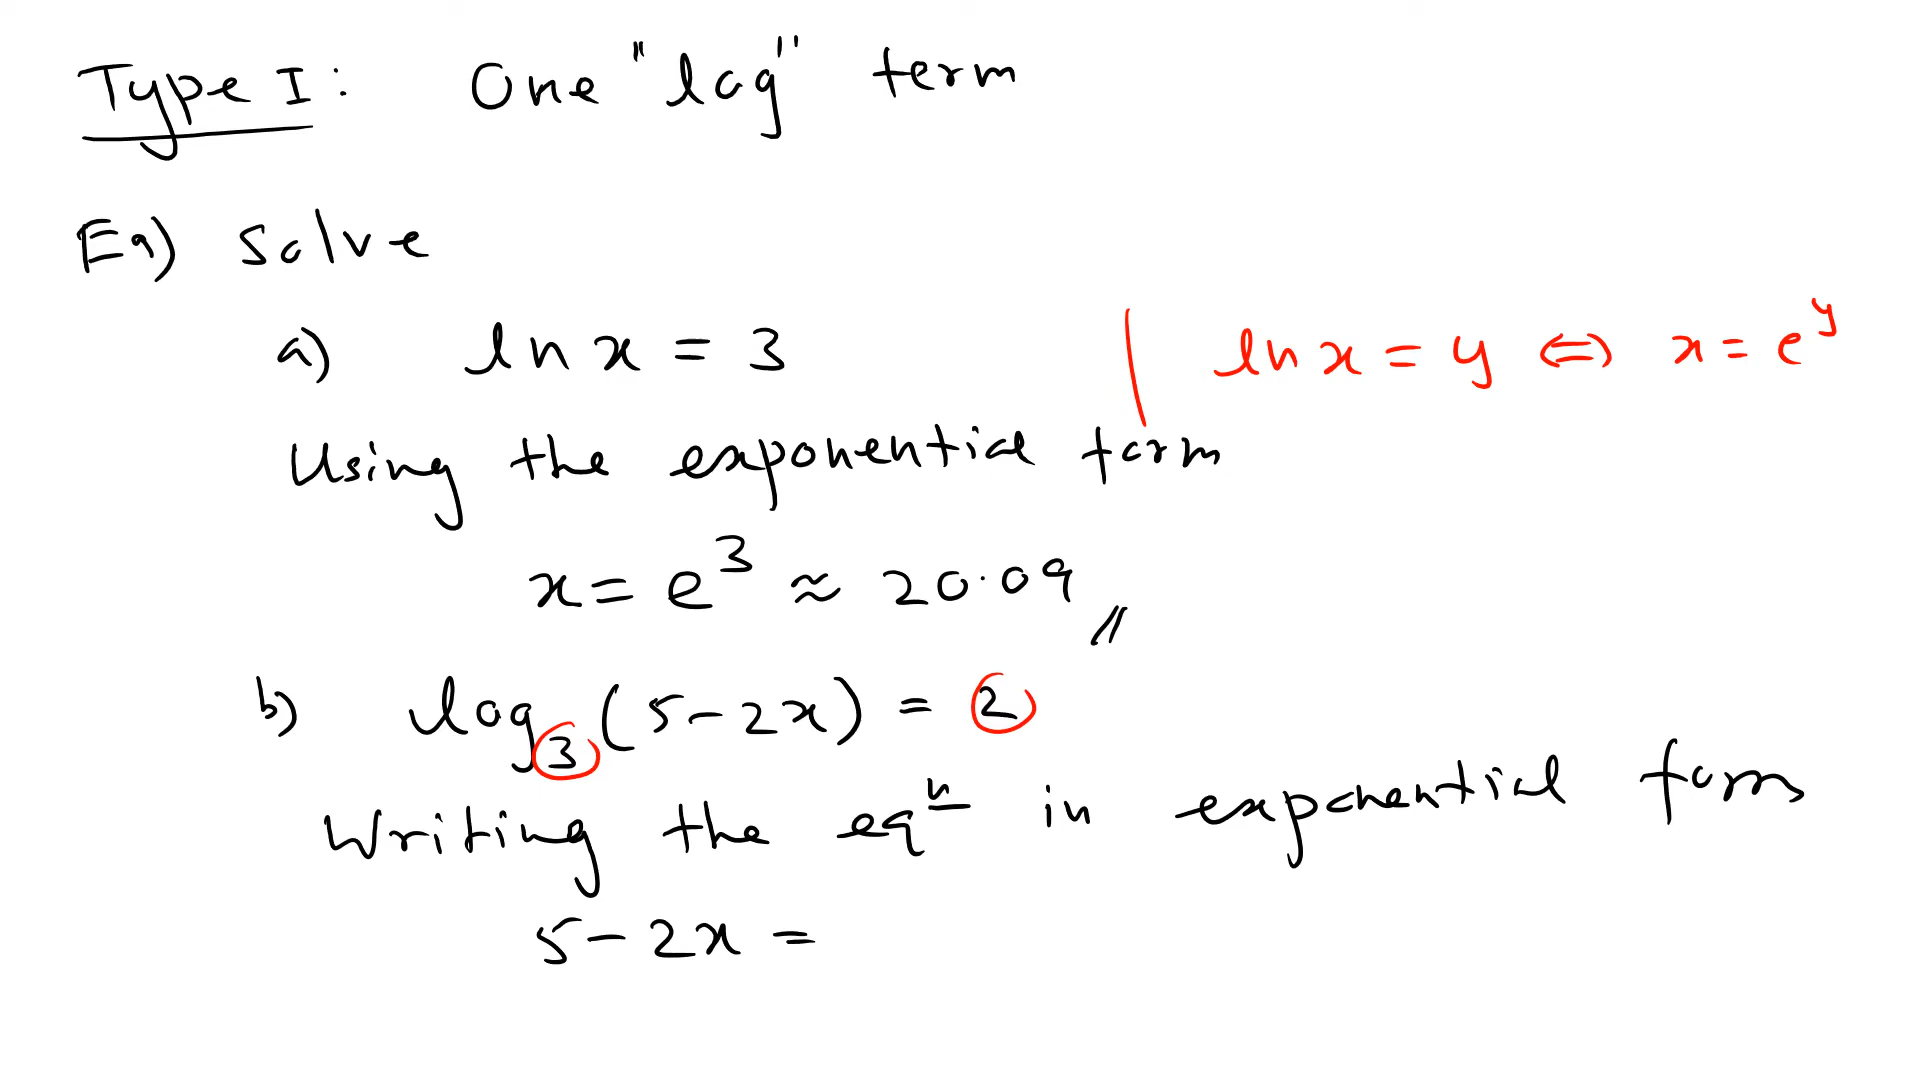 Type I: One "log" term
Eg) Solve
a) ln x = 3 | ln x = y ⇔ x = e^y
Using the exponential form
x = e^3 ≈ 20.09 //
b) log_3 (5 - 2x) = 2
Writing the eq^n in exponential form
5 - 2x =